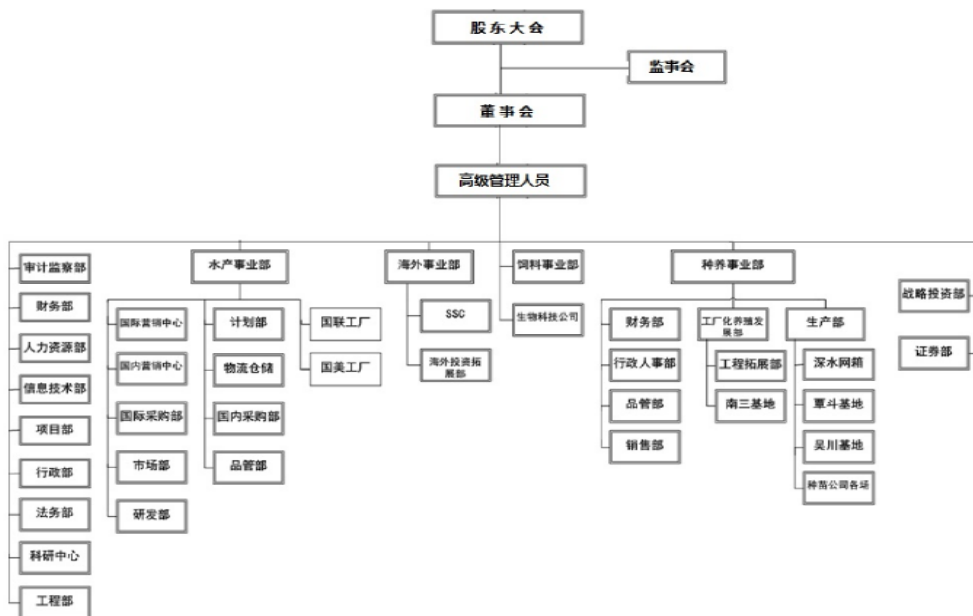 股东大会
监事会
董事会
高级管理人员
审计监察部
财务部
人力资源部
信息技术部
项目部
行政部
法务部
科研中心
工程部
水产事业部
国际营销中心
国内营销中心
国际采购部
市场部
研发部
计划部
物流仓储
国内采购部
品管部
国联工厂
国美工厂
海外事业部
SSC
海外投资拓
展部
饲料事业部
生物科技公司
种养事业部
财务部
行政人事部
品管部
销售部
工厂化养殖发
展部
工程拓展部
南三基地
生产部
深水网箱
覃斗基地
吴川基地
种苗公司各场
战略投资部
证券部